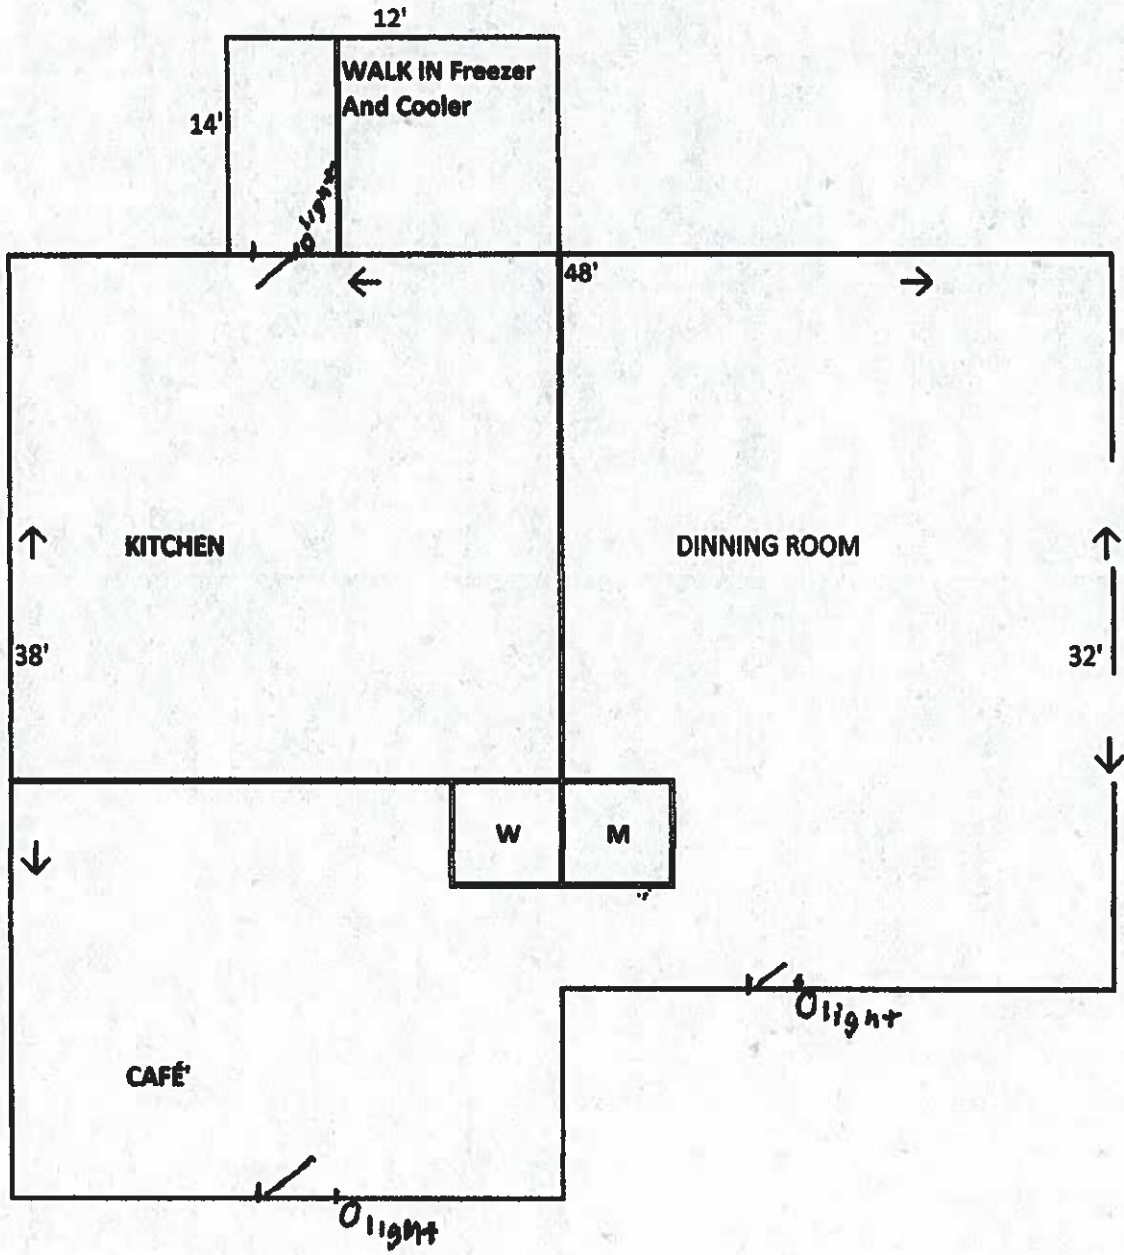 12'
WALK IN Freezer
And Cooler
14'
light
48'
KITCHEN
DINNING ROOM
38'
32'
W
M
light
CAFÉ'
light